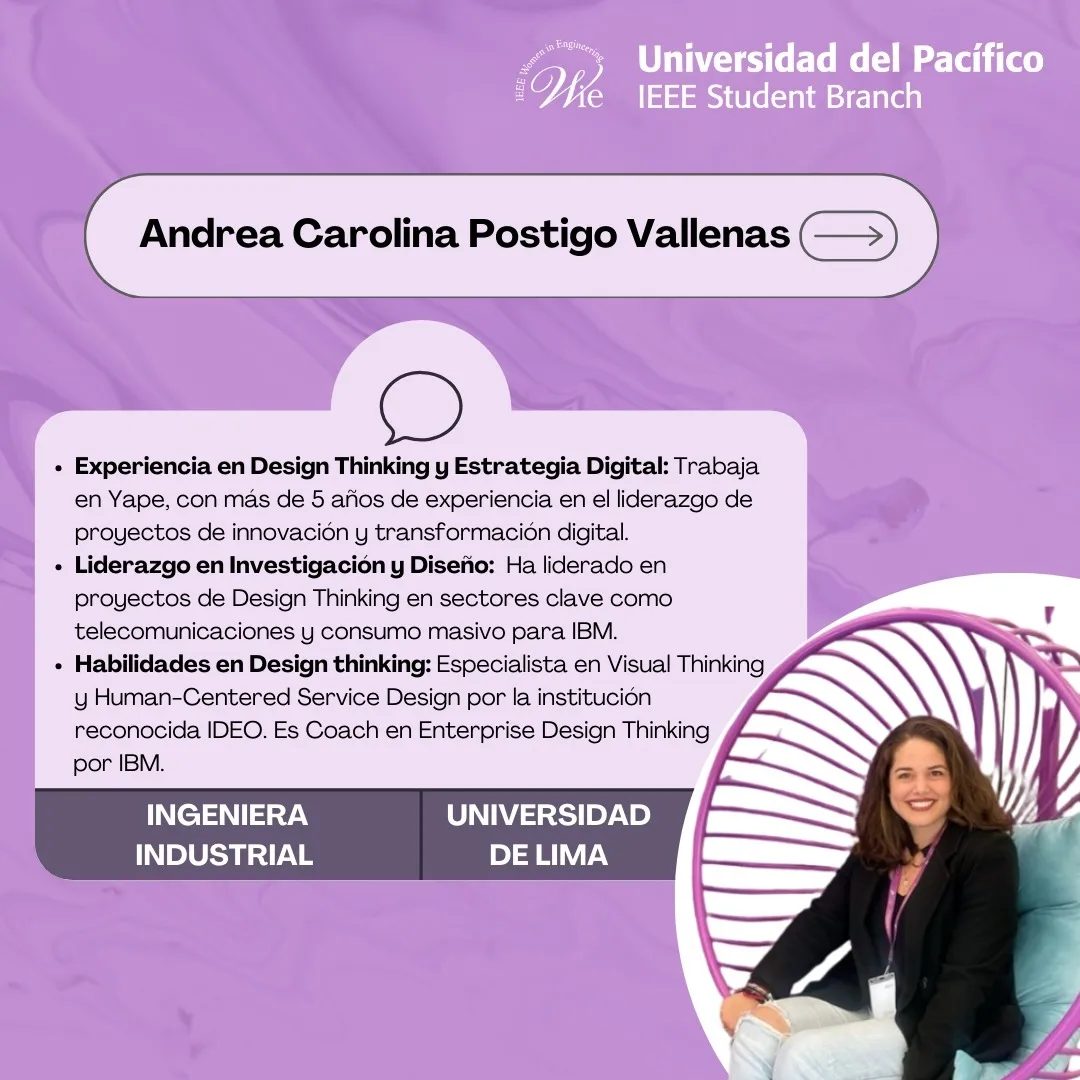 IEEE Women in Engineering
WIE
Universidad del Pacífico
IEEE Student Branch
Andrea Carolina Postigo Vallenas
• Experiencia en Design Thinking y Estrategia Digital: Trabaja
en Yape, con más de 5 años de experiencia en el liderazgo de
proyectos de innovación y transformación digital.
• Liderazgo en Investigación y Diseño: Ha liderado en
proyectos de Design Thinking en sectores clave como
telecomunicaciones y consumo masivo para IBM.
• Habilidades en Design thinking: Especialista en Visual Thinking
y Human-Centered Service Design por la institución
reconocida IDEO. Es Coach en Enterprise Design Thinking
por IBM.
INGENIERA
INDUSTRIAL
UNIVERSIDAD
DE LIMA